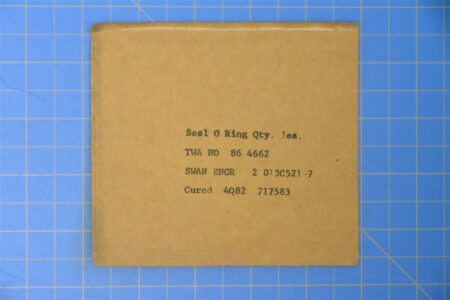 Seal O Ring Qty. 1ea.
TWA NO 86 4662
SWAN ENGR 2 013C521-7
Cured 4Q82 717583